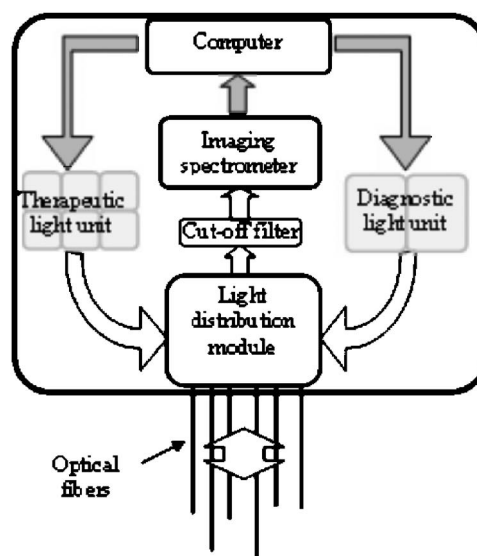 Computer
Imaging
spectrometer
Therapeutic
light unit
Diagnostic
light unit
Cut-off filter
Light
distribution
module
Optical
fibers